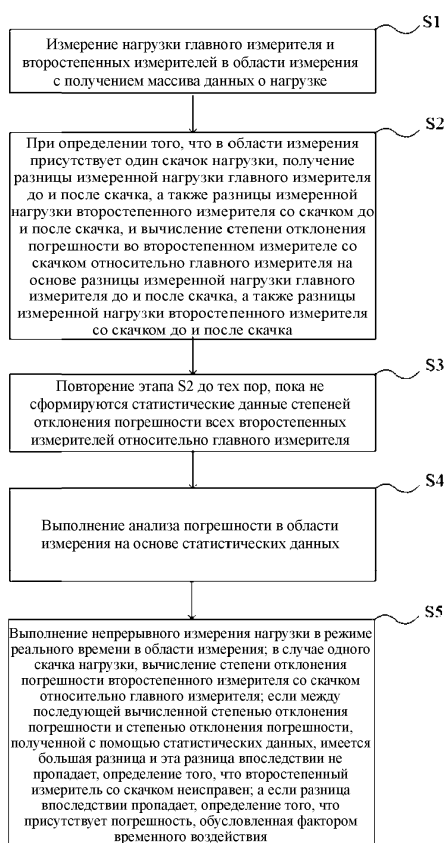 S1
Измерение нагрузки главного измерителя и
второстепенных измерителей в области измерения
с получением массива данных о нагрузке
S2
При определении того, что в области измерения
присутствует один скачок нагрузки, получение
разницы измеренной нагрузки главного измерителя
до и после скачка, а также разницы измеренной
нагрузки второстепенного измерителя со скачком до
и после скачка, и вычисление степени отклонения
погрешности во второстепенном измерителе со
скачком относительно главного измерителя на
основе разницы измеренной нагрузки главного
измерителя до и после скачка, а также разницы
измеренной нагрузки второстепенного измерителя
со скачком до и после скачка
S3
Повторение этапа S2 до тех пор, пока не
сформируются статистические данные степеней
отклонения погрешности всех второстепенных
измерителей относительно главного измерителя
S4
Выполнение анализа погрешности в области
измерения на основе статистических данных
S5
Выполнение непрерывного измерения нагрузки в режиме
реального времени в области измерения; в случае одного
скачка нагрузки, вычисление степени отклонения
погрешности второстепенного измерителя со скачком
относительно главного измерителя; если между
последующей вычисленной степенью отклонения
погрешности и степенью отклонения погрешности,
полученной с помощью статистических данных, имеется
большая разница и эта разница впоследствии не
пропадает, определение того, что второстепенный
измеритель со скачком неисправен; а если разница
впоследствии пропадает, определение того, что
присутствует погрешность, обусловленная фактором
временного воздействия